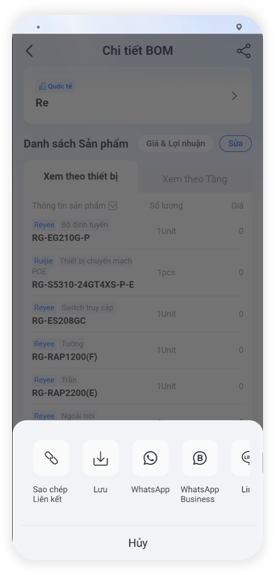 Chi tiết BOM
Quốc tế
Re
Danh sách Sản phẩm
Giá & Lợi nhuận
Sửa
Xem theo thiết bị
Xem theo Tầng
Thông tin sản phẩm
Số lượng
Giá
Reyee Bộ định tuyến
RG-EG210G-P
1Unit
0
Ruijie Thiết bị chuyển mạch
POE
RG-S5310-24GT4XS-P-E
1pcs
0
Reyee Switch truy cập
RG-ES208GC
1Unit
0
Reyee Tường
RG-RAP1200(F)
1Unit
0
Reyee Trần
RG-RAP2200(E)
1Unit
0
Reyee Ngoài trời
Sao chép
Liên kết
Lưu
WhatsApp
WhatsApp
Business
Hủy